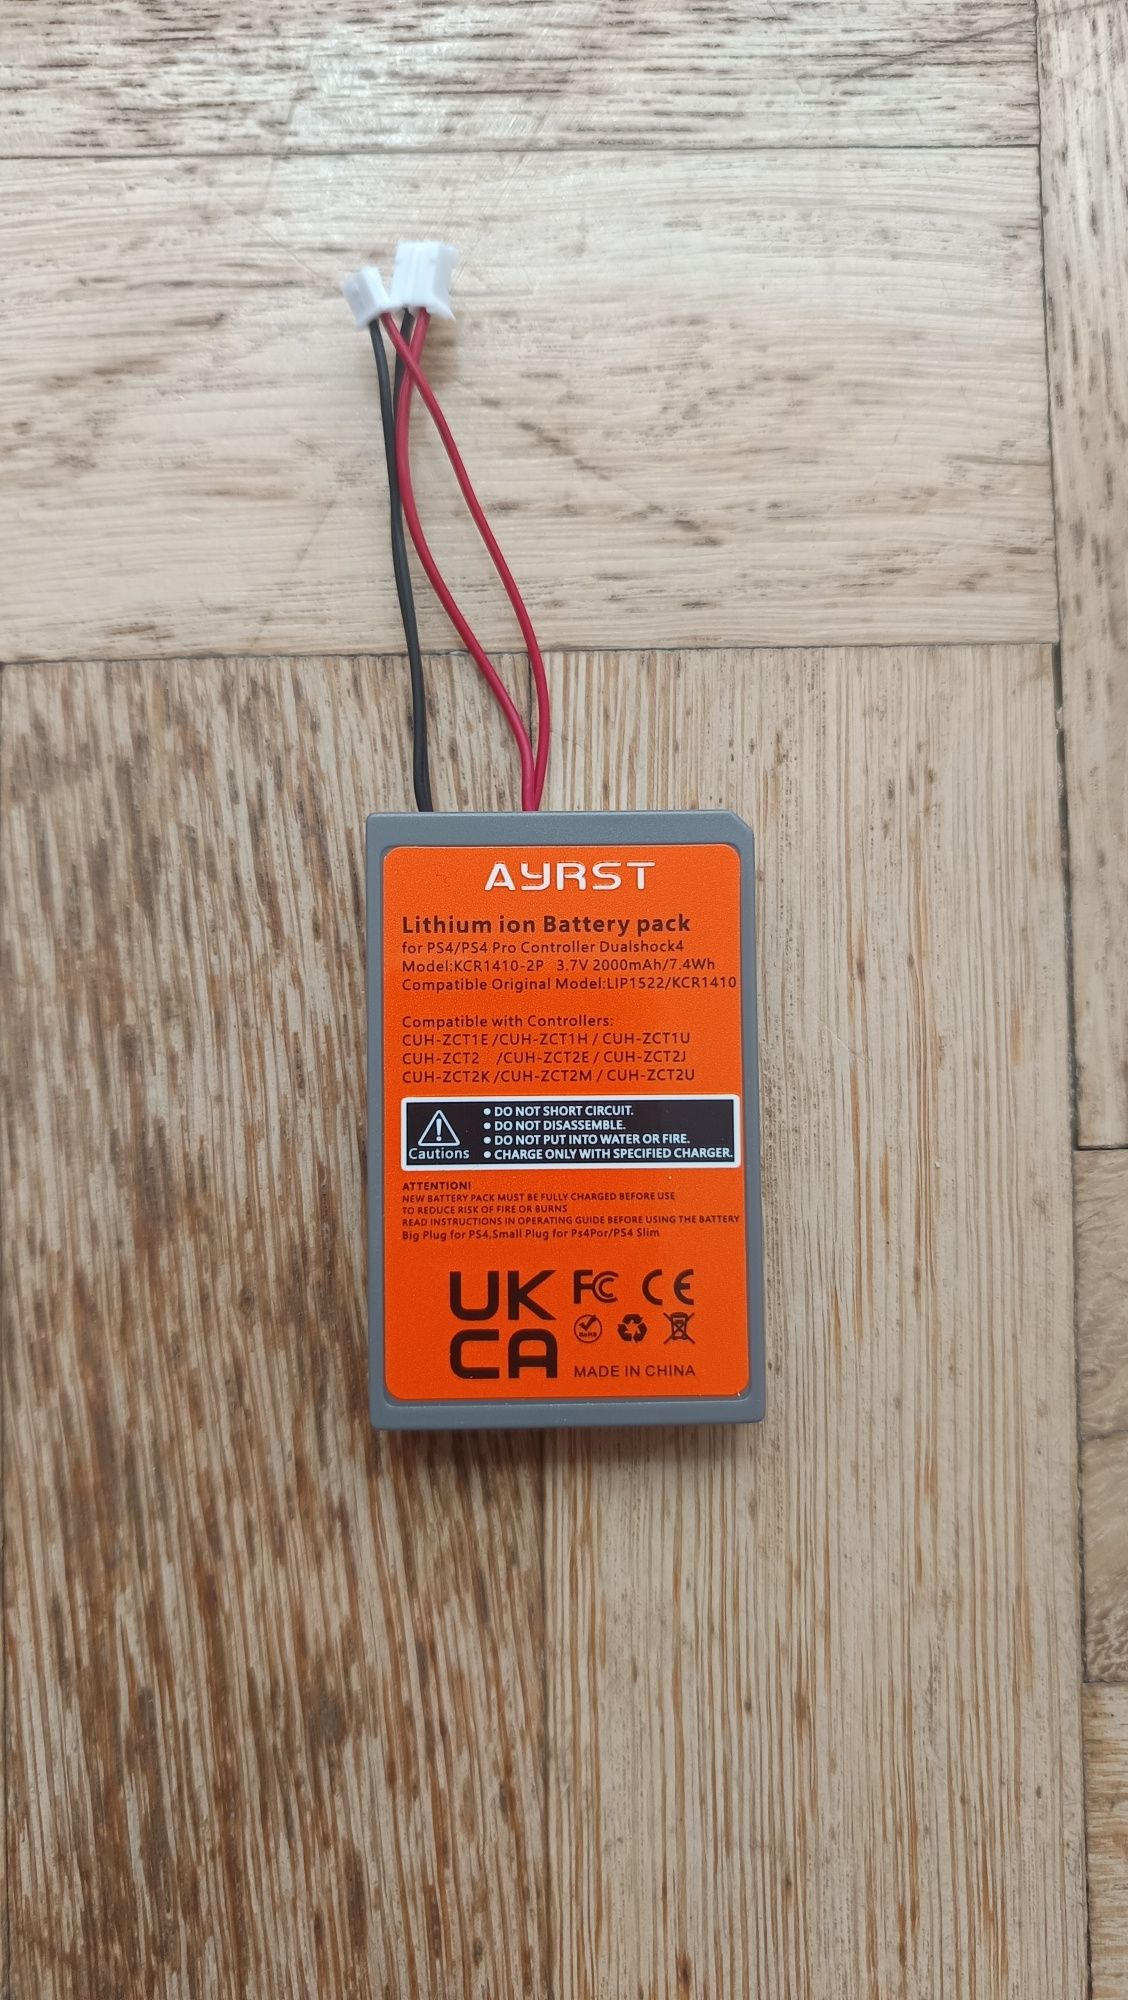 AYRST
Lithium ion Battery pack
for PS4/PS4 Pro Controller Dualshock4
Model:KCR1410-2P 3.7V 2000mAh/7.4Wh
Compatible Original Model:LIP1522/KCR1410
Compatible with Controllers:
CUH-ZCT1E /CUH-ZCT1H / CUH-ZCT1U
CUH-ZCT2 /CUH-ZCT2E / CUH-ZCT2J
CUH-ZCT2K /CUH-ZCT2M / CUH-ZCT2U
Cautions
• DO NOT SHORT CIRCUIT.
• DO NOT DISASSEMBLE.
• DO NOT PUT INTO WATER OR FIRE.
• CHARGE ONLY WITH SPECIFIED CHARGER.
ATTENTION!
NEW BATTERY PACK MUST BE FULLY CHARGED BEFORE USE
TO REDUCE RISK OF FIRE OR BURNS
READ INSTRUCTIONS IN OPERATING GUIDE BEFORE USING THE BATTERY
Big Plug for PS4,Small Plug for Ps4Por/PS4 Slim
UK
CA
FC CE
RoHS
MADE IN CHINA